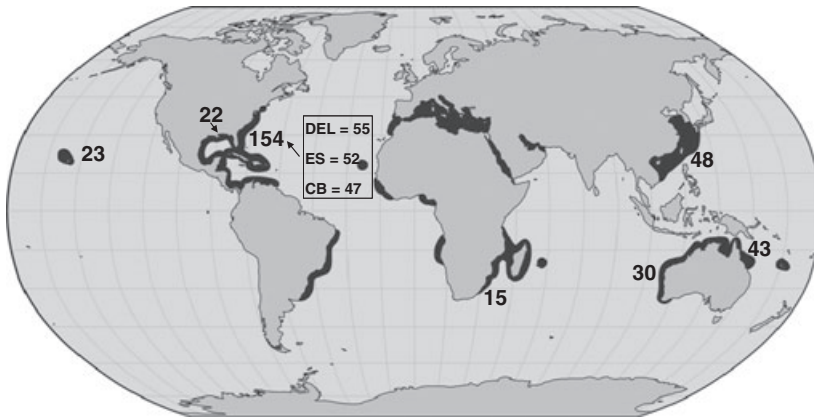 22
154
DEL = 55
ES = 52
CB = 47
23
48
43
30
15